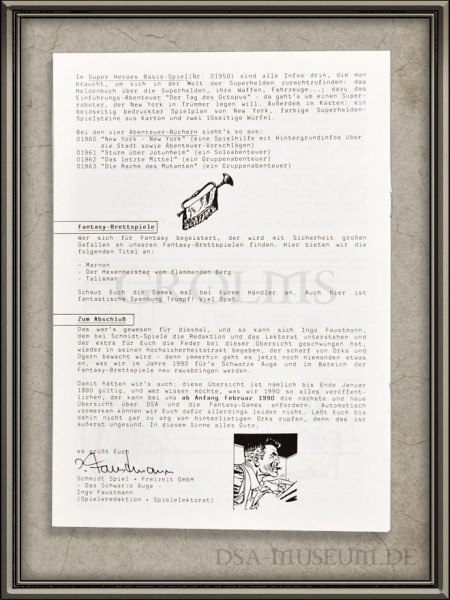 Im Super Heroes Basis-Spiel(Nr. 01950) sind alle Infos drin, die man
braucht, um sich in der Welt der Superhelden zurechtzufinden: das
Heldenbuch über die Superhelden, ihre Waffen, Fahrzeuge...; dazu das
Einführungs-Abenteuer "Der Tag des Octopus" - da geht's um einen Super-
roboter, der New York in Trümmer legen will. Außerdem im Kasten: ein
beidseitig bedruckter Spielplan von New York, farbige Superhelden-
Spielsteine aus Karton und zwei 10seitige Würfel.
Bei den vier Abenteuer-Büchern sieht's so aus:
01960 "New York - New York" (eine Spielhilfe mit Hintergrundinfos über
die Stadt sowie Abenteuer-Vorschlägen)
01961 "Sturm über Jotunheim" (ein Soloabenteuer)
01962 "Das letzte Mittel" (ein Gruppenabenteuer)
01963 "Die Rache des Mutanten" (ein Gruppenabenteuer)
Fantasy-Brettspiele
Wer sich für Fantasy begeistert, der wird mit Sicherheit großen
Gefallen an unseren Fantasy-Brettspielen finden. Hier bieten wir die
folgenden Titel an:
- Marnon
- Der Hexenmeister vom flammenden Berg
- Talisman
Schaut Euch die Games mal bei Euren Händler an. Auch hier ist
fantastische Spannung Trumpf! Viel Spaß.
Zum Abschluß
Das war's gewesen für diesmal, und so kann sich Ingo Faustmann,
dem bei Schmidt-Spiele die Redaktion und das Lektorat unterstehen und
der extra für Euch die Feder bei dieser Übersicht geschwungen hat,
wieder in seinen Hochsicherheitstrakt begeben, der scharf von Orks und
Ogern bewacht wird - denn immerhin geht es jetzt noch niemanden etwas
an, was wir im Jahre 1990 für's Schwarze Auge und im Bereich der
Fantasy-Brettspiele neu rausbringen werden.
Damit hätten wir's auch: diese Übersicht ist nämlich bis Ende Januar
1990 gültig, und wer wissen möchte, was wir 1990 so alles veröffent-
lichen, der kann bei uns ab Anfang Februar 1990 die nächste und neue
Übersicht über DSA und die Fantasy-Games anfordern. Automatisch
vormerken können wir Euch dafür allerdings leider nicht. Laßt Euch bis
dahin nicht gar zu arg von hinterlistigen Orks rupfen, denn das ist
äußerst ungesund. In diesem Sinne alles Gute,
es grüßt Euch
I. Faustmann
Schmidt Spiel + Freizeit GmbH
- Das Schwarze Auge -
Ingo Faustmann
(Spielredaktion + Spielelektorat)
DSA-MUSEUM.DE